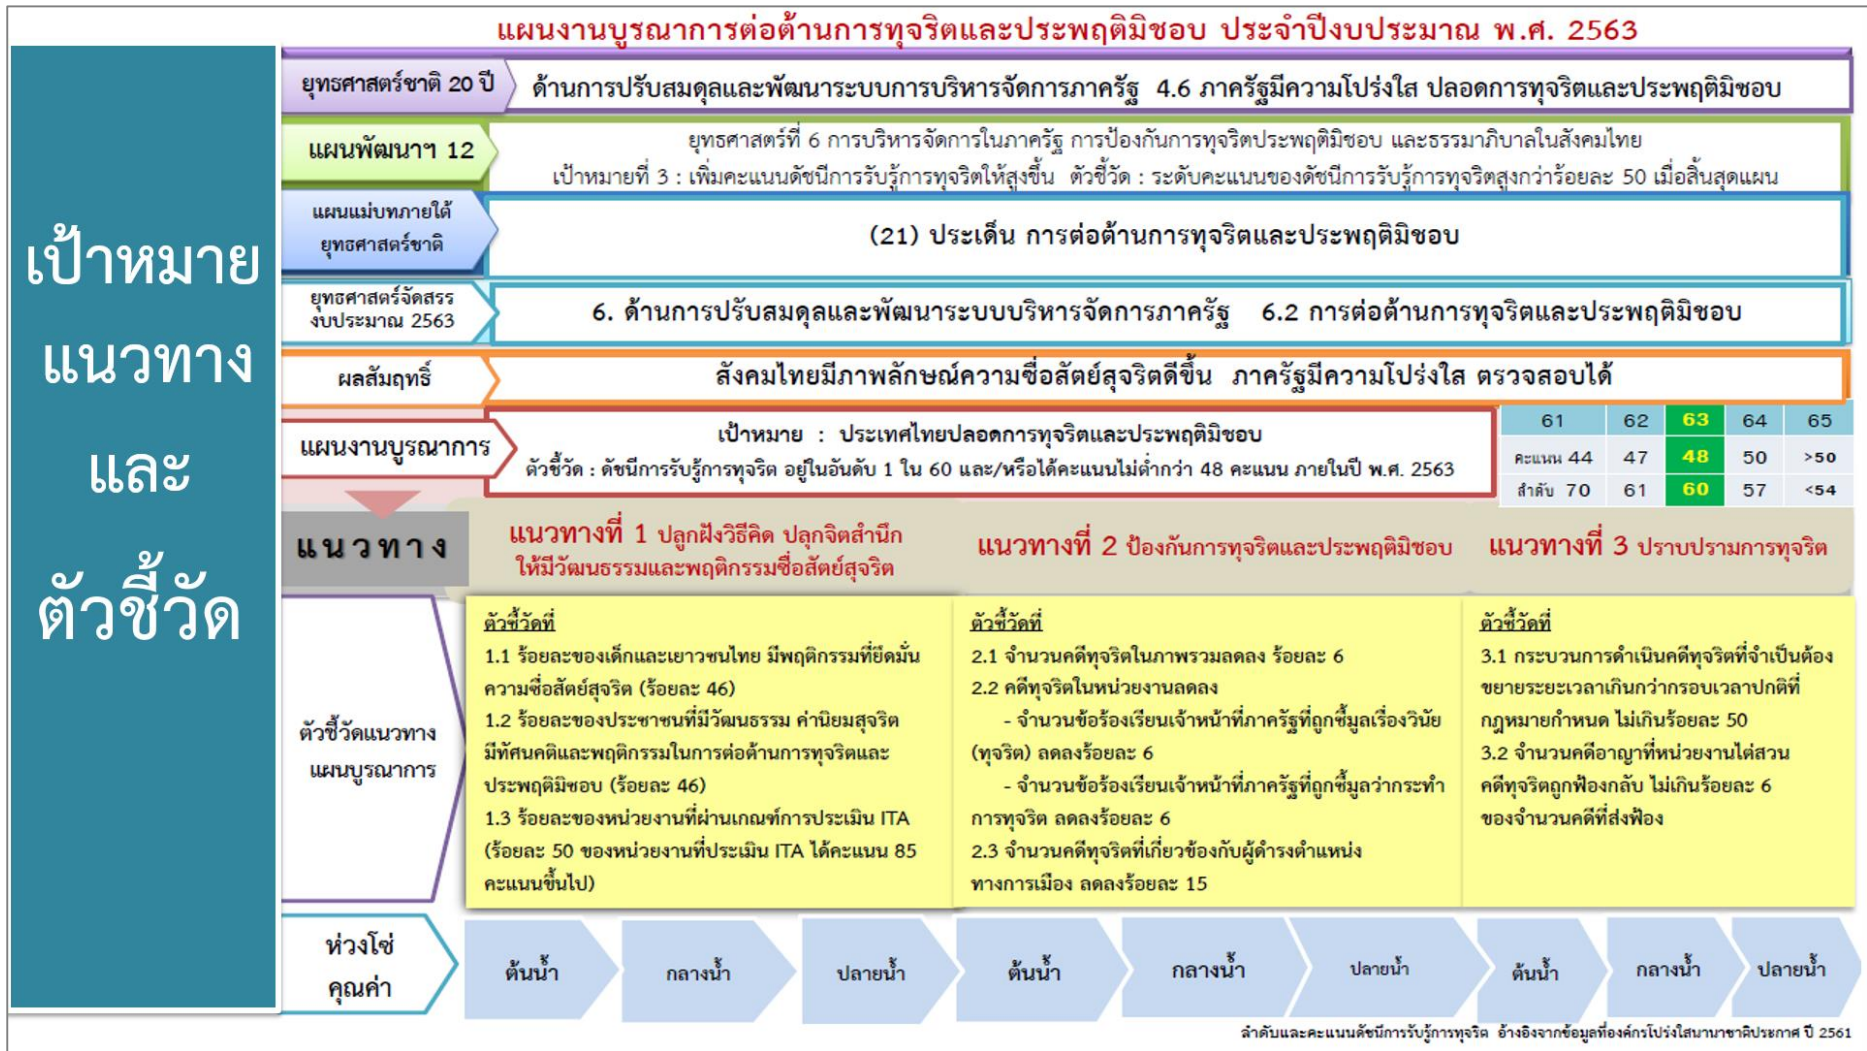 แผนงานบูรณาการต่อต้านการทุจริตและประพฤติมิชอบ ประจำปีงบประมาณ พ.ศ. 2563
เป้าหมาย
แนวทาง
และ
ตัวชี้วัด
ยุทธศาสตร์ชาติ 20 ปี
ด้านการปรับสมดุลและพัฒนาระบบการบริหารจัดการภาครัฐ 4.6 ภาครัฐมีความโปร่งใส ปลอดการทุจริตและประพฤติมิชอบ
แผนพัฒนาฯ 12
ยุทธศาสตร์ที่ 6 การบริหารจัดการในภาครัฐ การป้องกันการทุจริตประพฤติมิชอบ และธรรมาภิบาลในสังคมไทย
เป้าหมายที่ 3 : เพิ่มคะแนนดัชนีการรับรู้การทุจริตให้สูงขึ้น ตัวชี้วัด : ระดับคะแนนของดัชนีการรับรู้การทุจริตสูงกว่าร้อยละ 50 เมื่อสิ้นสุดแผน
แผนแม่บทภายใต้
ยุทธศาสตร์ชาติ
(21) ประเด็น การต่อต้านการทุจริตและประพฤติมิชอบ
ยุทธศาสตร์จัดสรร
งบประมาณ 2563
6. ด้านการปรับสมดุลและพัฒนาระบบบริหารจัดการภาครัฐ 6.2 การต่อต้านการทุจริตและประพฤติมิชอบ
ผลสัมฤทธิ์
สังคมไทยมีภาพลักษณ์ความซื่อสัตย์สุจริตดีขึ้น ภาครัฐมีความโปร่งใส ตรวจสอบได้
แผนงานบูรณาการ
เป้าหมาย : ประเทศไทยปลอดการทุจริตและประพฤติมิชอบ
ตัวชี้วัด : ดัชนีการรับรู้การทุจริต อยู่ในอันดับ 1 ใน 60 และ/หรือได้คะแนนไม่ต่ำกว่า 48 คะแนน ภายในปี พ.ศ. 2563
61 62 63 64 65
คะแนน 44 47 48 50 >50
ลำดับ 70 61 60 57 <54
แนวทาง
แนวทางที่ 1 ปลูกฝังวิธีคิด ปลุกจิตสำนึก
ให้มีวัฒนธรรมและพฤติกรรมซื่อสัตย์สุจริต
แนวทางที่ 2 ป้องกันการทุจริตและประพฤติมิชอบ
แนวทางที่ 3 ปราบปรามการทุจริต
ตัวชี้วัดแนวทาง
แผนบูรณาการ
ตัวชี้วัดที่
1.1 ร้อยละของเด็กและเยาวชนไทย มีพฤติกรรมที่ยึดมั่น
ความซื่อสัตย์สุจริต (ร้อยละ 46)
1.2 ร้อยละของประชาชนที่มีวัฒนธรรม ค่านิยมสุจริต
มีทัศนคติและพฤติกรรมในการต่อต้านการทุจริตและ
ประพฤติมิชอบ (ร้อยละ 46)
1.3 ร้อยละของหน่วยงานที่ผ่านเกณฑ์การประเมิน ITA
(ร้อยละ 50 ของหน่วยงานที่ประเมิน ITA ได้คะแนน 85
คะแนนขึ้นไป)
ตัวชี้วัดที่
2.1 จำนวนคดีทุจริตในภาพรวมลดลง ร้อยละ 6
2.2 คดีทุจริตในหน่วยงานลดลง
- จำนวนข้อร้องเรียนเจ้าหน้าที่ภาครัฐที่ถูกชี้มูลเรื่องวินัย
(ทุจริต) ลดลงร้อยละ 6
- จำนวนข้อร้องเรียนเจ้าหน้าที่ภาครัฐที่ถูกชี้มูลว่ากระทำ
การทุจริต ลดลงร้อยละ 6
2.3 จำนวนคดีทุจริตที่เกี่ยวข้องกับผู้ดำรงตำแหน่ง
ทางการเมือง ลดลงร้อยละ 15
ตัวชี้วัดที่
3.1 กระบวนการดำเนินคดีทุจริตที่จำเป็นต้อง
ขยายระยะเวลาเกินกว่ากรอบเวลาปกติที่
กฎหมายกำหนด ไม่เกินร้อยละ 50
3.2 จำนวนคดีอาญาที่หน่วยงานไต่สวน
คดีทุจริตถูกฟ้องกลับ ไม่เกินร้อยละ 6
ของจำนวนคดีที่ส่งฟ้อง
ห่วงโซ่
คุณค่า
ต้นน้ำ กลางน้ำ ปลายน้ำ ต้นน้ำ กลางน้ำ ปลายน้ำ ต้นน้ำ กลางน้ำ ปลายน้ำ
ลำดับและคะแนนดัชนีการรับรู้การทุจริต อ้างอิงจากข้อมูลที่องค์กรโปร่งใสนานาชาติประกาศ ปี 2561